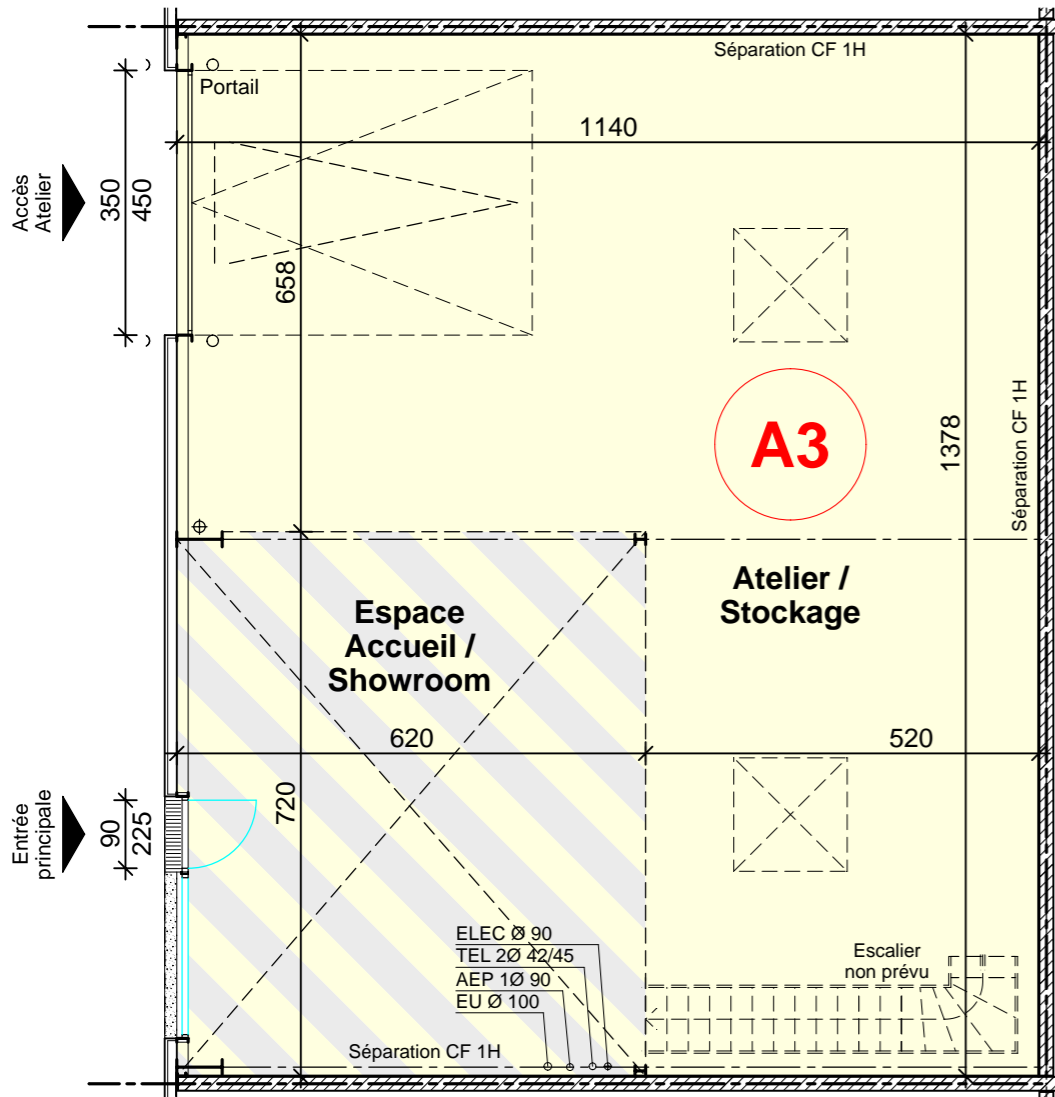 Séparation CF 1H
Portail
1140
Accès
Atelier
350
450
658
A3
1378
Séparation CF 1H
Atelier /
Stockage
Espace
Accueil /
Showroom
620
520
Entrée
principale
90
225
720
ELEC Ø 90
TEL 2Ø 42/45
AEP 1Ø 90
EU Ø 100
Escalier
non prévu
Séparation CF 1H